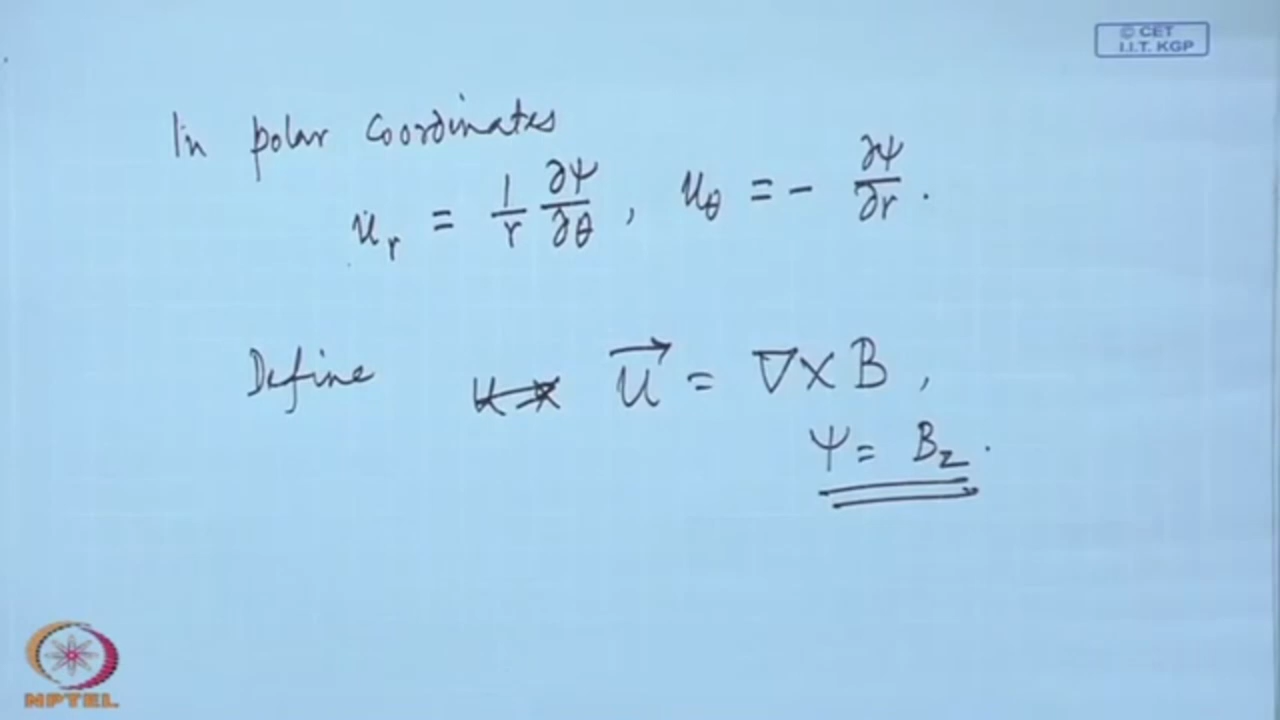 © CET
I.I.T. KGP
In polar coordinates
u_r = 1/r ∂ψ/∂θ , u_θ = - ∂ψ/∂r .
Define u⃗ = ∇×B ,
ψ = B_z .
NPTEL